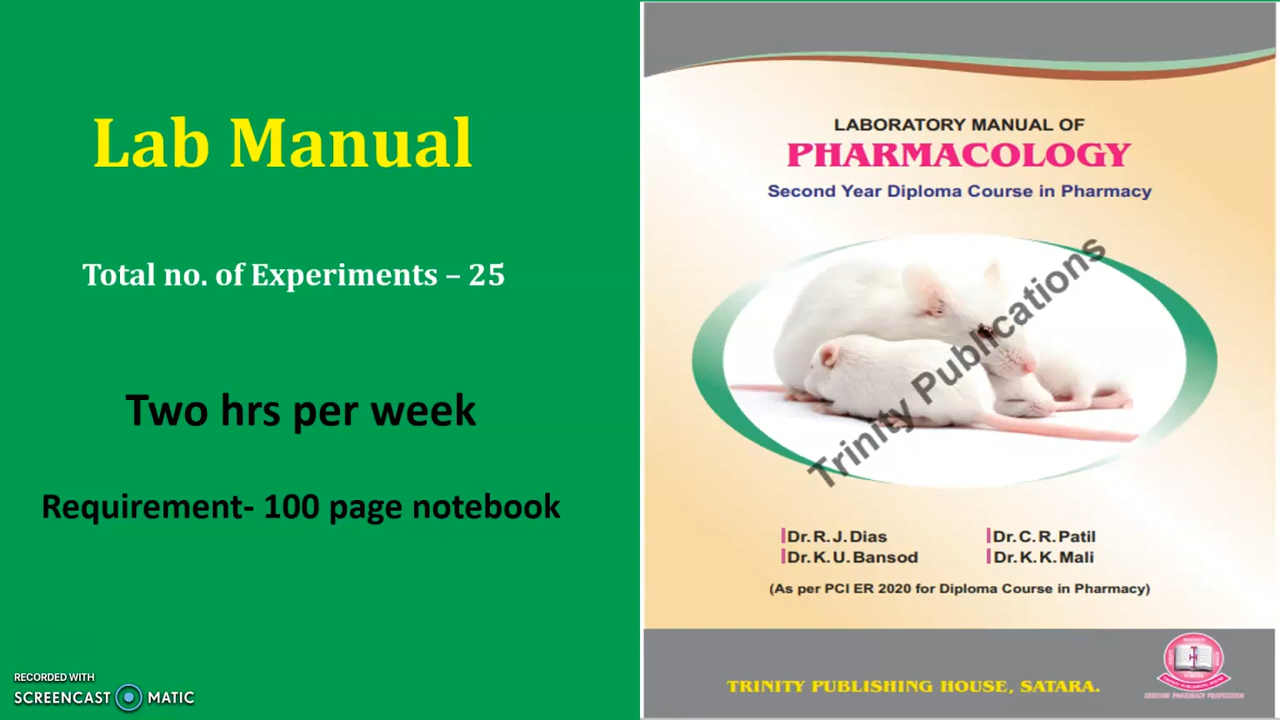 Lab Manual
Total no. of Experiments – 25
Two hrs per week
Requirement- 100 page notebook
RECORDED WITH
SCREENCAST MATIC
LABORATORY MANUAL OF
PHARMACOLOGY
Second Year Diploma Course in Pharmacy
Trinity Publications
Dr. R. J. Dias
Dr. C. R. Patil
Dr. K. U. Bansod
Dr. K. K. Mali
(As per PCI ER 2020 for Diploma Course in Pharmacy)
TRINITY PUBLISHING HOUSE, SATARA.